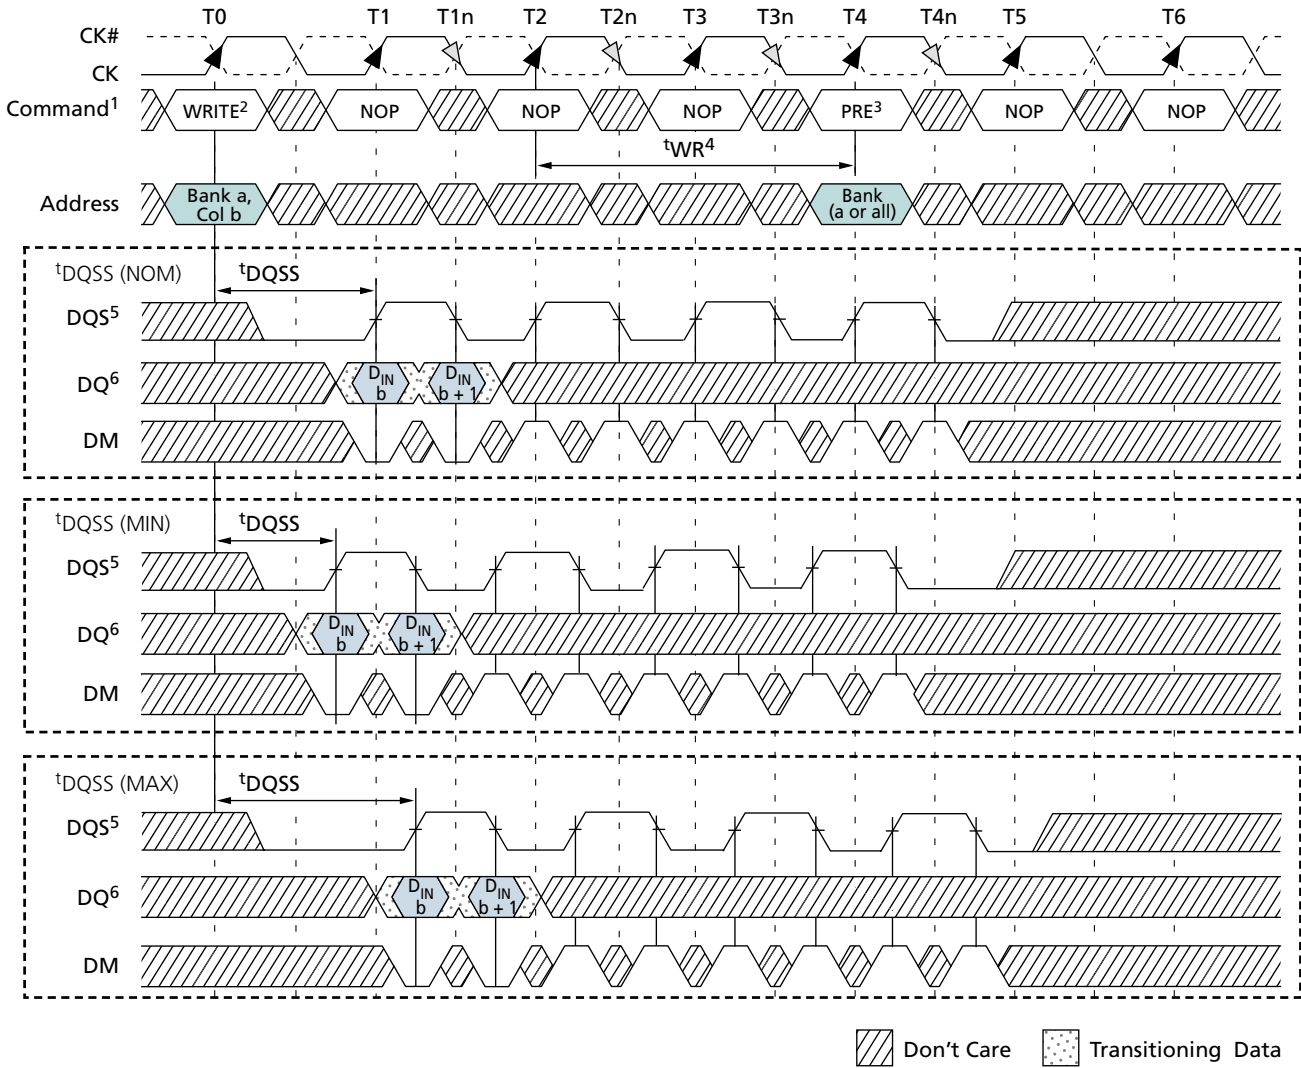 T0 T1 T1n T2 T2n T3 T3n T4 T4n T5 T6
CK#
CK
Command1 WRITE2 NOP NOP NOP PRE3 NOP NOP
tWR4
Address Bank a, Col b Bank (a or all)
tDQSS (NOM) tDQSS
DQS5
DQ6 DIN b DIN b + 1
DM
tDQSS (MIN) tDQSS
DQS5
DQ6 DIN b DIN b + 1
DM
tDQSS (MAX) tDQSS
DQS5
DQ6 DIN b DIN b + 1
DM
Don't Care Transitioning Data